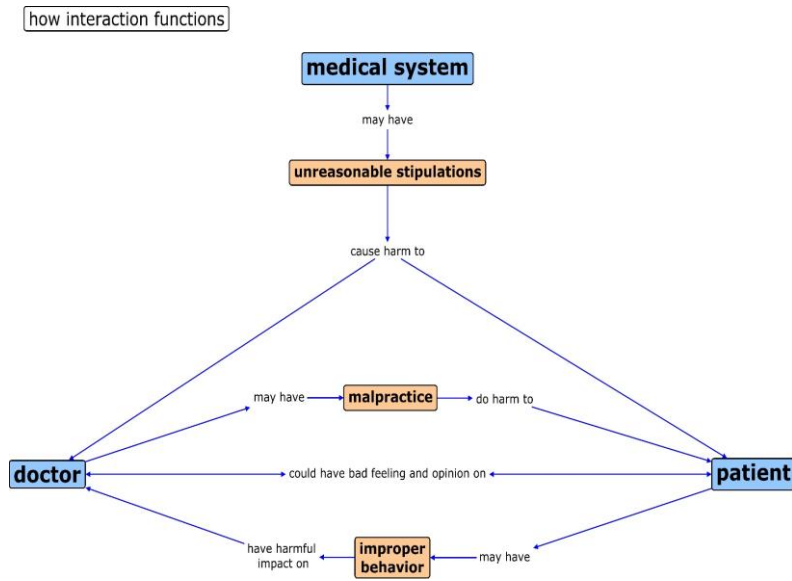 how interaction functions
medical system
may have
unreasonable stipulations
cause harm to
may have
malpractice
do harm to
doctor
could have bad feeling and opinion on
patient
have harmful
impact on
improper
behavior
may have